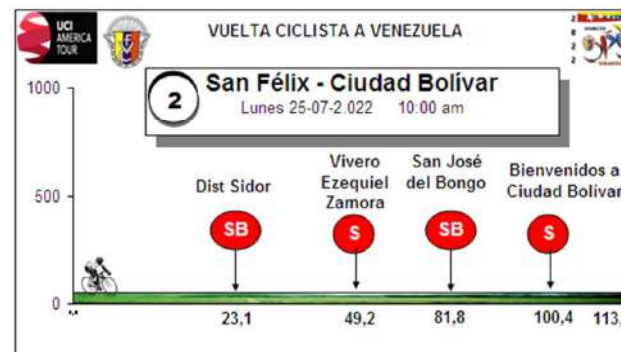 UCI
AMERICA
TOUR
VUELTA CICLISTA A VENEZUELA
2
San Félix - Ciudad Bolívar
Lunes 25-07-2.022 10:00 am
1000
500
0
Dist Sidor
Vivero
Ezequiel
Zamora
San José
del Bongo
Bienvenidos a
Ciudad Bolívar
SB
S
SB
S
23,1
49,2
81,8
100,4
113,